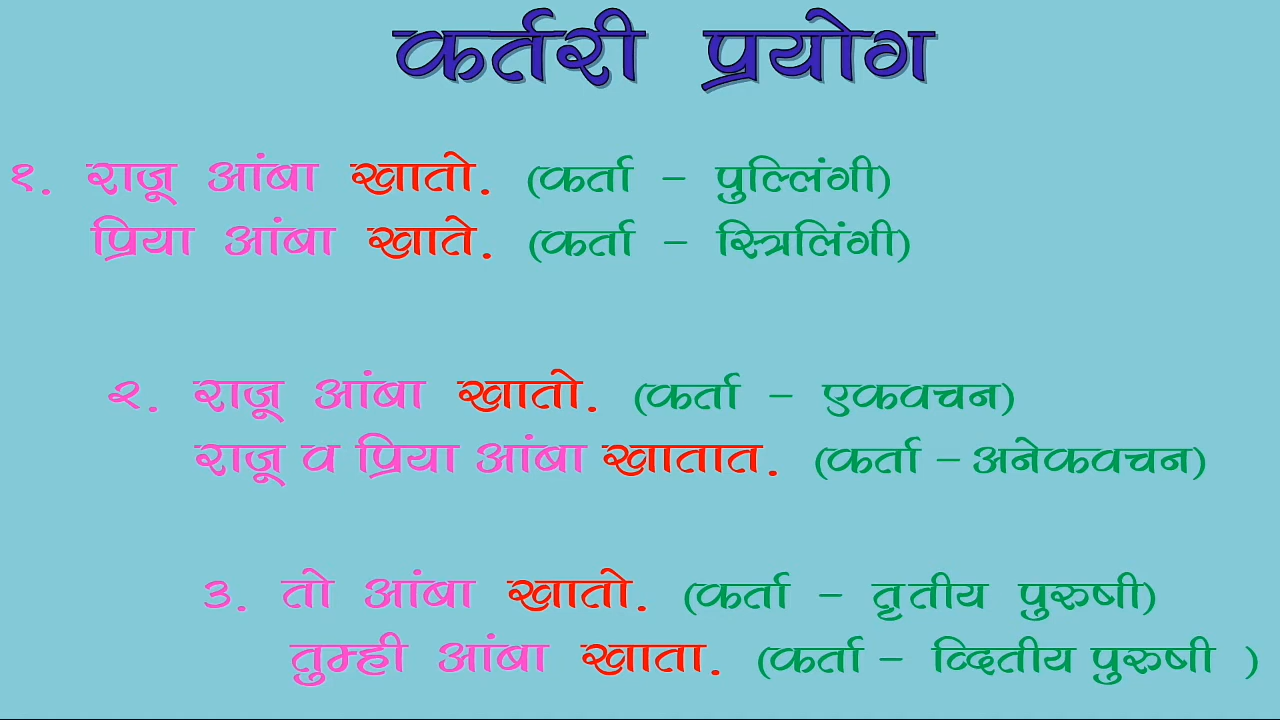 कर्तरी प्रयोग
१. राजू आंबा खातो. (कर्ता – पुल्लिंगी)
प्रिया आंबा खाते. (कर्ता – स्त्रिलिंगी)
२. राजू आंबा खातो. (कर्ता – एकवचन)
राजू व प्रिया आंबा खातात. (कर्ता – अनेकवचन)
३. तो आंबा खातो. (कर्ता – तृतीय पुरुषी)
तुम्ही आंबा खाता. (कर्ता – व्दितीय पुरुषी )